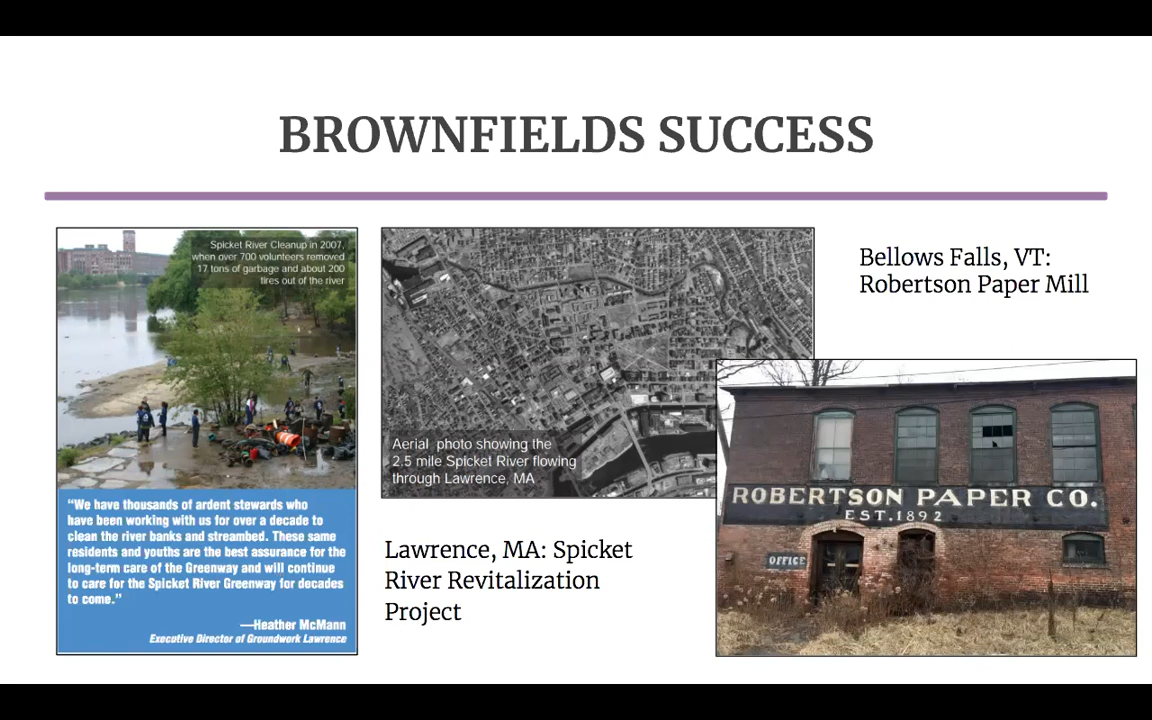 BROWNFIELDS SUCCESS
Spicket River Cleanup in 2007,
when over 700 volunteers removed
17 tons of garbage and about 200
tires out of the river
“We have thousands of ardent stewards who
have been working with us for over a decade to
clean the river banks and streambed. These same
residents and youths are the best assurance for the
long-term care of the Greenway and will continue
to care for the Spicket River Greenway for decades
to come.”
—Heather McMann
Executive Director of Groundwork Lawrence
Aerial photo showing the
2.5 mile Spicket River flowing
through Lawrence, MA
Lawrence, MA: Spicket
River Revitalization
Project
Bellows Falls, VT:
Robertson Paper Mill
ROBERTSON PAPER CO.
EST.1892
OFFICE